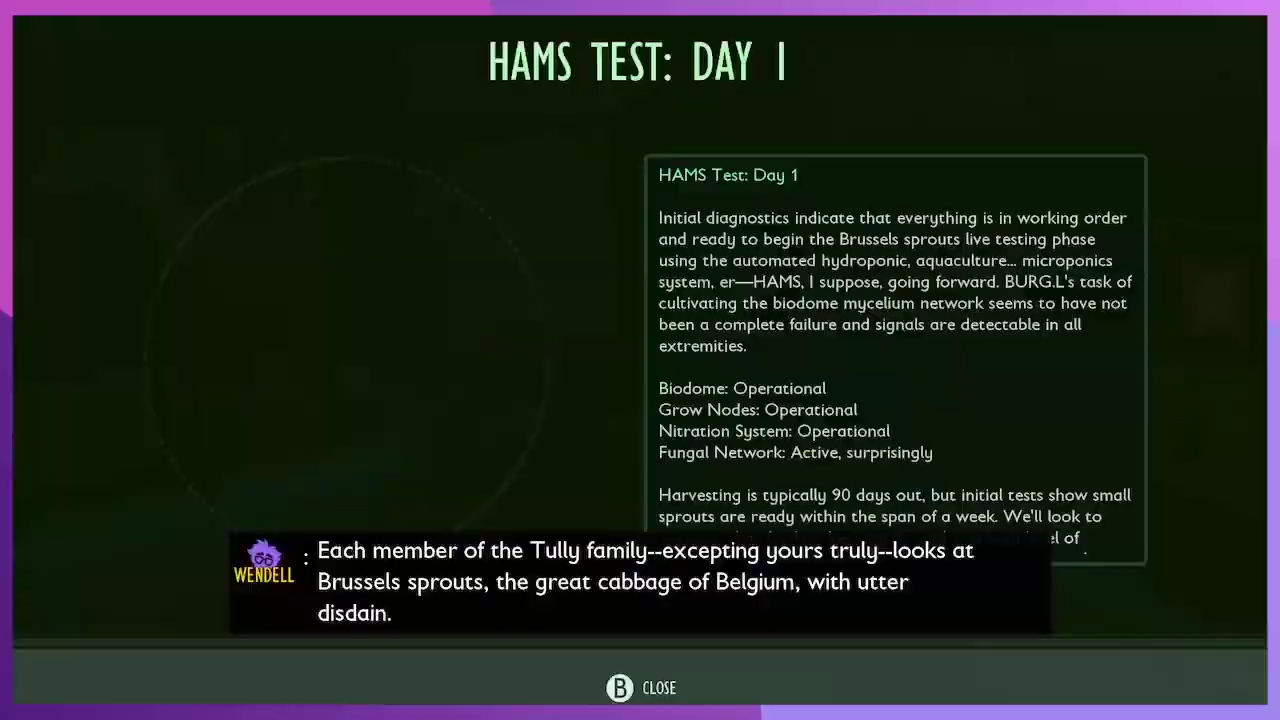 HAMS TEST: DAY 1
HAMS Test: Day 1
Initial diagnostics indicate that everything is in working order
and ready to begin the Brussels sprouts live testing phase
using the automated hydroponic, aquaculture... microponics
system, er—HAMS, I suppose, going forward. BURG.L's task of
cultivating the biodome mycelium network seems to have not
been a complete failure and signals are detectable in all
extremities.
Biodome: Operational
Grow Nodes: Operational
Nitration System: Operational
Fungal Network: Active, surprisingly
Harvesting is typically 90 days out, but initial tests show small
sprouts are ready within the span of a week. We'll look to
of
WENDELL : Each member of the Tully family--excepting yours truly--looks at
Brussels sprouts, the great cabbage of Belgium, with utter
disdain.
B CLOSE